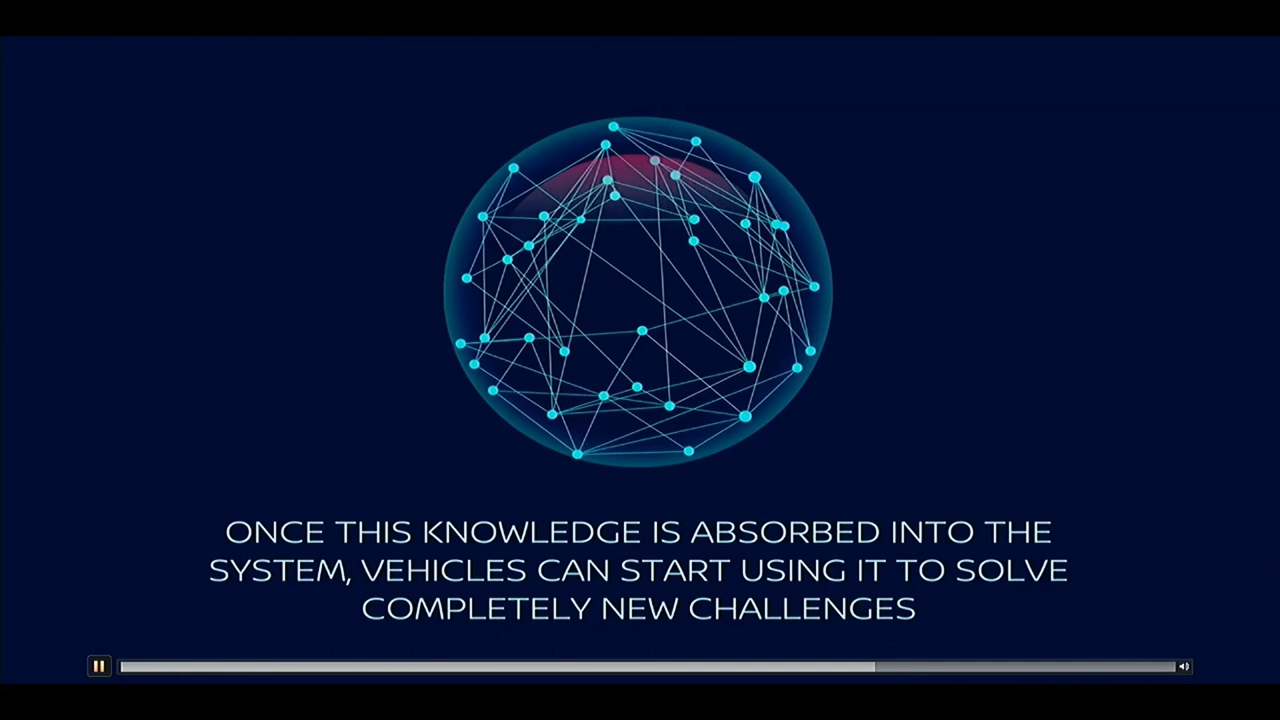 ONCE THIS KNOWLEDGE IS ABSORBED INTO THE
SYSTEM, VEHICLES CAN START USING IT TO SOLVE
COMPLETELY NEW CHALLENGES